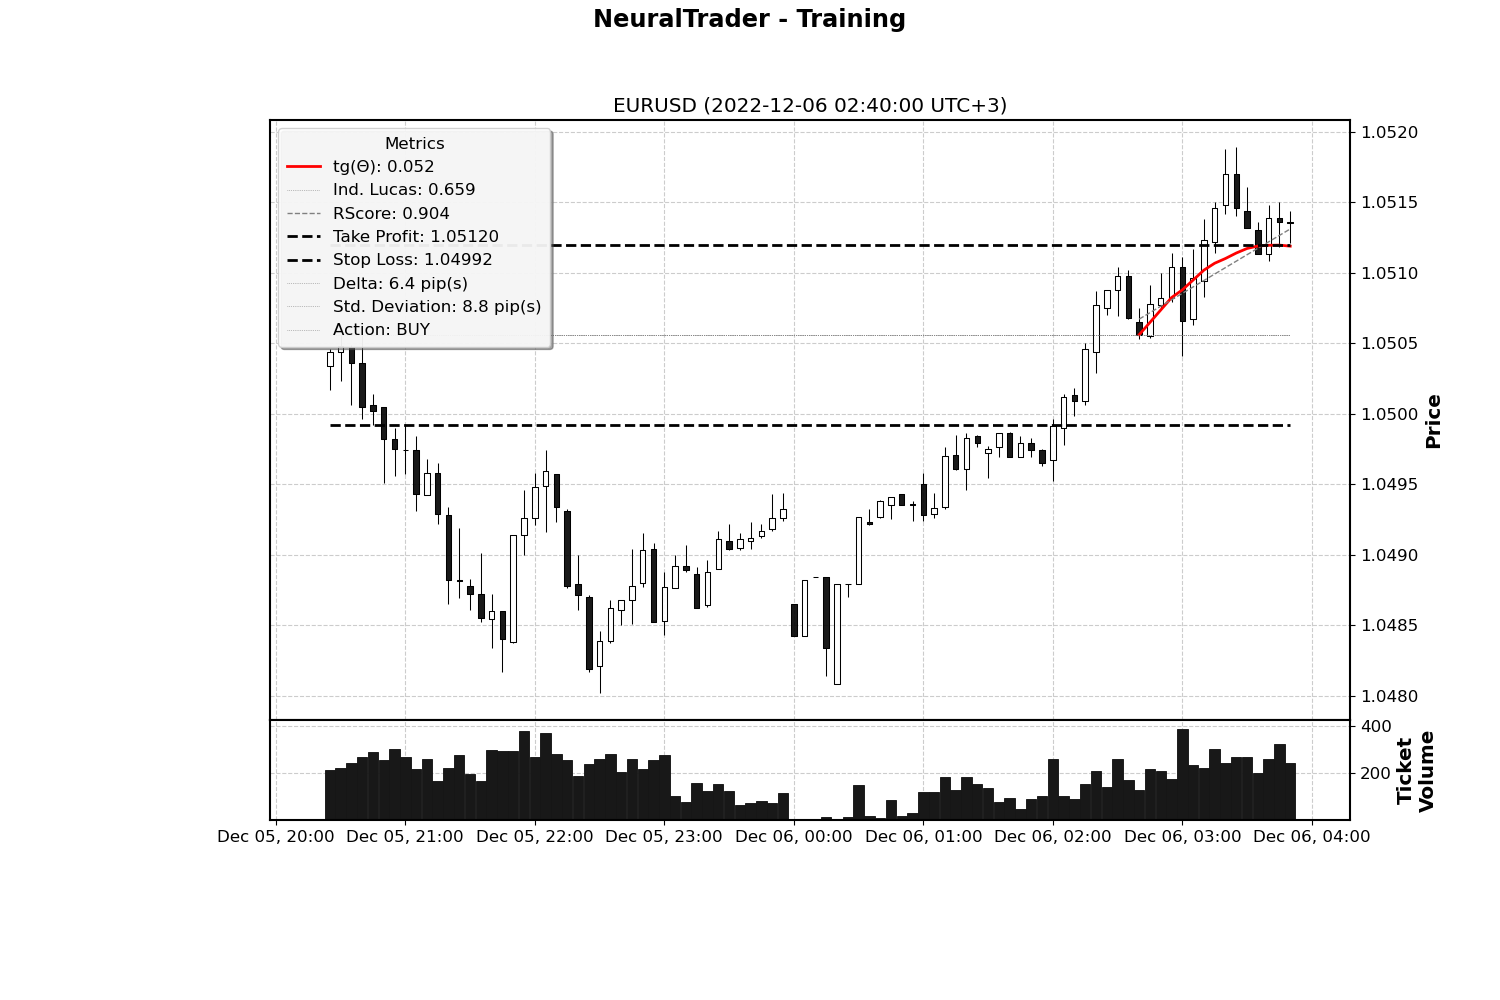 NeuralTrader - Training
EURUSD (2022-12-06 02:40:00 UTC+3)
Metrics
tg(Θ): 0.052
Ind. Lucas: 0.659
RScore: 0.904
Take Profit: 1.05120
Stop Loss: 1.04992
Delta: 6.4 pip(s)
Std. Deviation: 8.8 pip(s)
Action: BUY
1.0520
1.0515
1.0510
1.0505
1.0500
1.0495
1.0490
1.0485
1.0480
Price
400
200
Ticket
Volume
Dec 05, 20:00 Dec 05, 21:00 Dec 05, 22:00 Dec 05, 23:00 Dec 06, 00:00 Dec 06, 01:00 Dec 06, 02:00 Dec 06, 03:00 Dec 06, 04:00